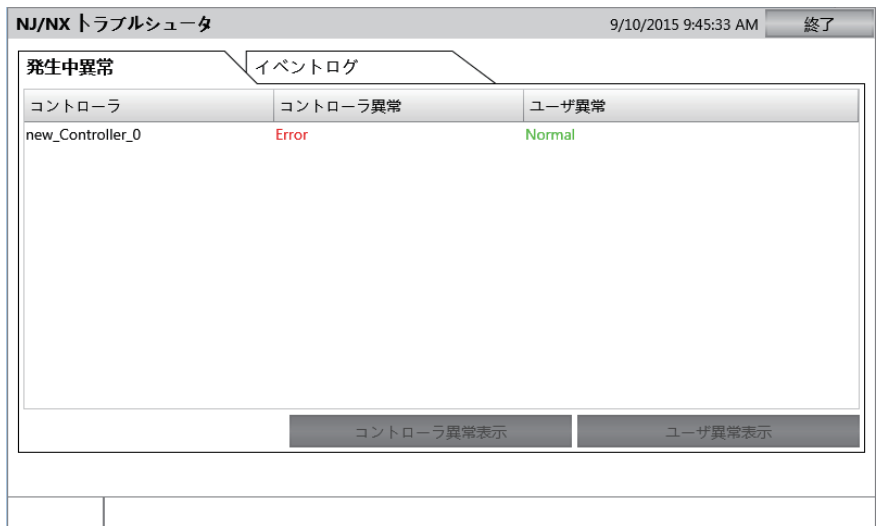 NJ/NX トラブルシュータ 9/10/2015 9:45:33 AM 終了
発生中異常 イベントログ
コントローラ コントローラ異常 ユーザ異常
new_Controller_0 Error Normal
コントローラ異常表示 ユーザ異常表示